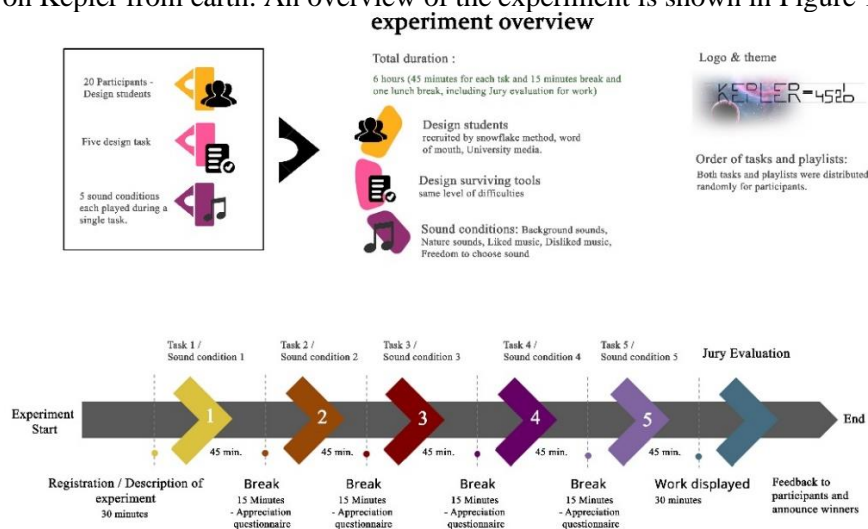 on Kepler from earth. An overview of the experiment is shown in Figure
experiment overview
20 Participants -
Design students
Five design task
5 sound conditions
each played during a
single task.
Total duration :
6 hours (45 minutes for each tsk and 15 minutes break and
one lunch break, including Jury evaluation for work)
Design students
recruited by snowflake method, word
of mouth, University media.
Design surviving tools
same level of difficulties
Sound conditions: Background sounds,
Nature sounds, Liked music, Disliked music,
Freedom to choose sound
Logo & theme
KEPLER-452b
Order of tasks and playlists:
Both tasks and playlists were distributed
randomly for participants.
Task 1 /
Sound condition 1
Task 2 /
Sound condition 2
Task 3 /
Sound condition 3
Task 4 /
Sound condition 4
Task 5 /
Sound condition 5
Jury Evaluation
Experiment
Start
1
2
3
4
5
End
45 min.
45 min.
45 min.
45 min.
45 min.
Registration / Description of
experiment
30 minutes
Break
15 Minutes
- Appreciation
questionnaire
Break
15 Minutes
- Appreciation
questionnaire
Break
15 Minutes
- Appreciation
questionnaire
Break
15 Minutes
- Appreciation
questionnaire
Work displayed
30 minutes
Feedback to
participants and
announce winners